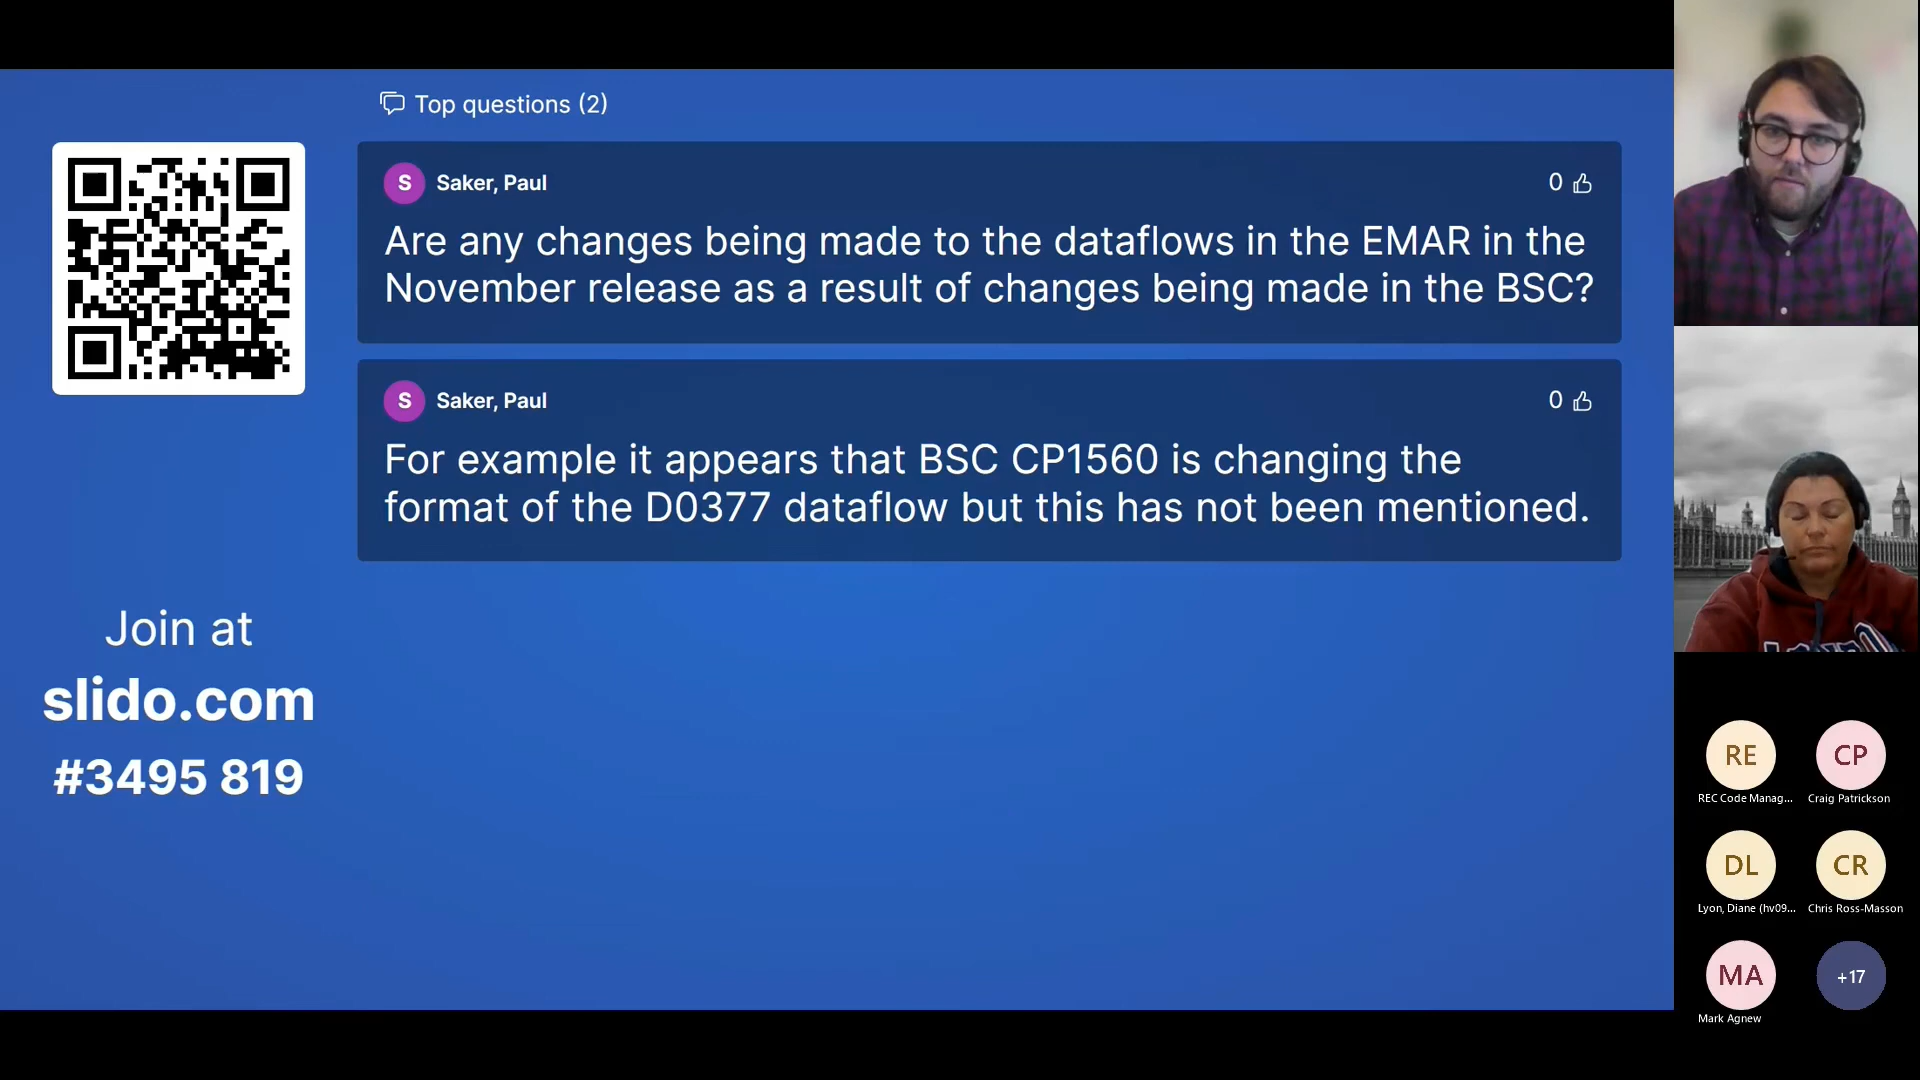 Top questions (2)
S Saker, Paul 0
Are any changes being made to the dataflows in the EMAR in the
November release as a result of changes being made in the BSC?
S Saker, Paul 0
For example it appears that BSC CP1560 is changing the
format of the D0377 dataflow but this has not been mentioned.
Join at
slido.com
#3495 819
RE CP
REC Code Manag... Craig Patrickson
DL CR
Lyon, Diane (hv09... Chris Ross-Masson
MA +17
Mark Agnew